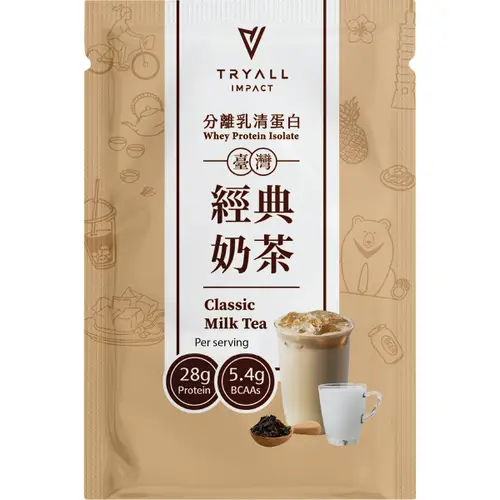 TRYALL
IMPACT
分離乳清蛋白
Whey Protein Isolate
臺灣
經典
奶茶
Classic
Milk Tea
Per serving
28g
Protein
5.4g
BCAAs